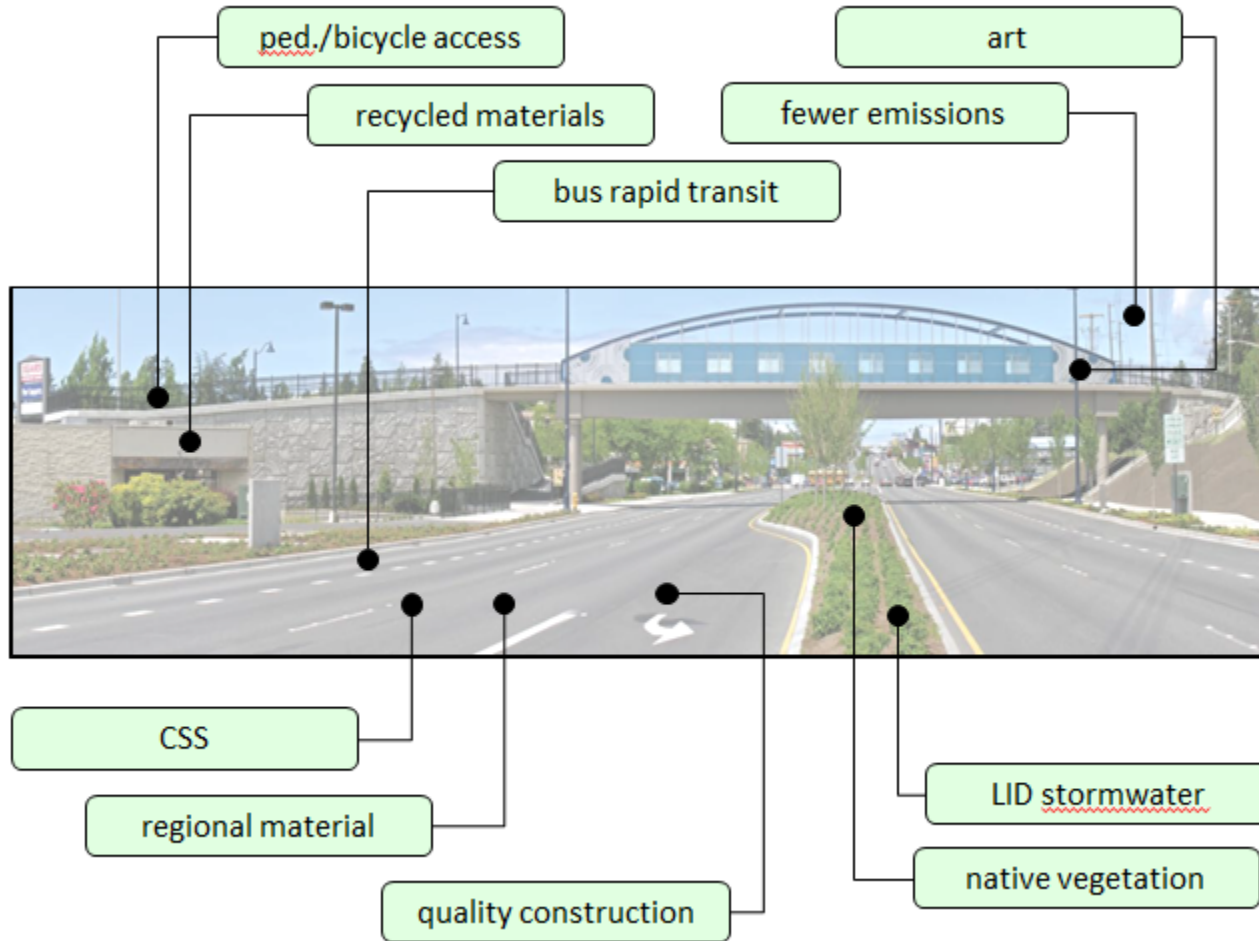 ped./bicycle access
art
recycled materials
fewer emissions
bus rapid transit
CSS
regional material
LID stormwater
native vegetation
quality construction